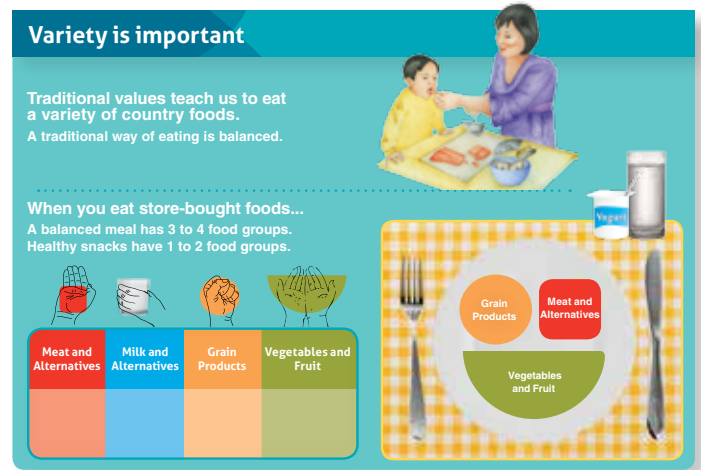 Variety is important
Traditional values teach us to eat
a variety of country foods.
A traditional way of eating is balanced.
When you eat store-bought foods...
A balanced meal has 3 to 4 food groups.
Healthy snacks have 1 to 2 food groups.
Meat and
Alternatives
Milk and
Alternatives
Grain
Products
Vegetables and
Fruit
Yogurt
Grain
Products
Meat and
Alternatives
Vegetables
and Fruit